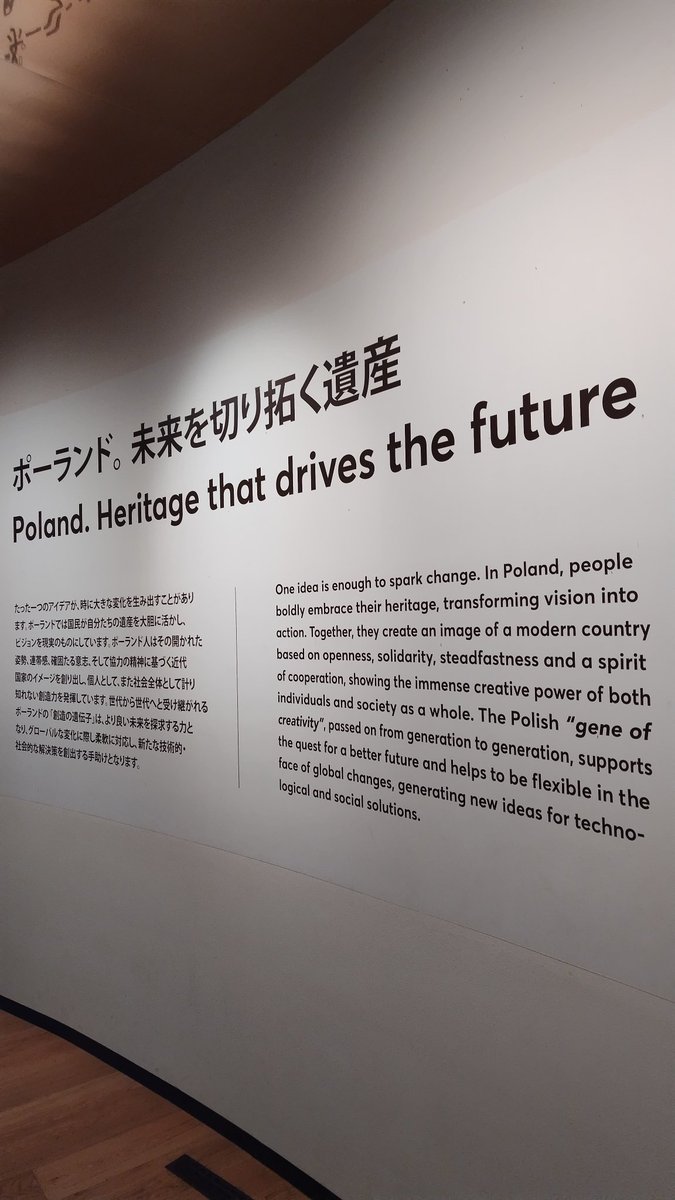 ポーランド。未来を切り拓く遺産
Poland. Heritage that drives the future
たった一つのアイデアが、時に大きな変化を生み出すことがあり
ます。ポーランドでは国民が自分たちの遺産を大胆に活かし、
ビジョンを現実のものにしています。ポーランド人はその開かれた
姿勢、連帯感、確固たる意志、そして協力の精神に基づく近代
国家のイメージを創り出し、個人として、また社会全体として計り
知れない創造力を発揮しています。世代から世代へと受け継がれる
ポーランドの「創造の遺伝子」は、より良い未来を探求する力と
なり、グローバルな変化に際し柔軟に対応し、新たな技術的・
社会的な解決策を創出する手助けとなります。
One idea is enough to spark change. In Poland, people
boldly embrace their heritage, transforming vision into
action. Together, they create an image of a modern country
based on openness, solidarity, steadfastness and a spirit
of cooperation, showing the immense creative power of both
individuals and society as a whole. The Polish “gene of
creativity”, passed on from generation to generation, supports
the quest for a better future and helps to be flexible in the
face of global changes, generating new ideas for techno-
logical and social solutions.